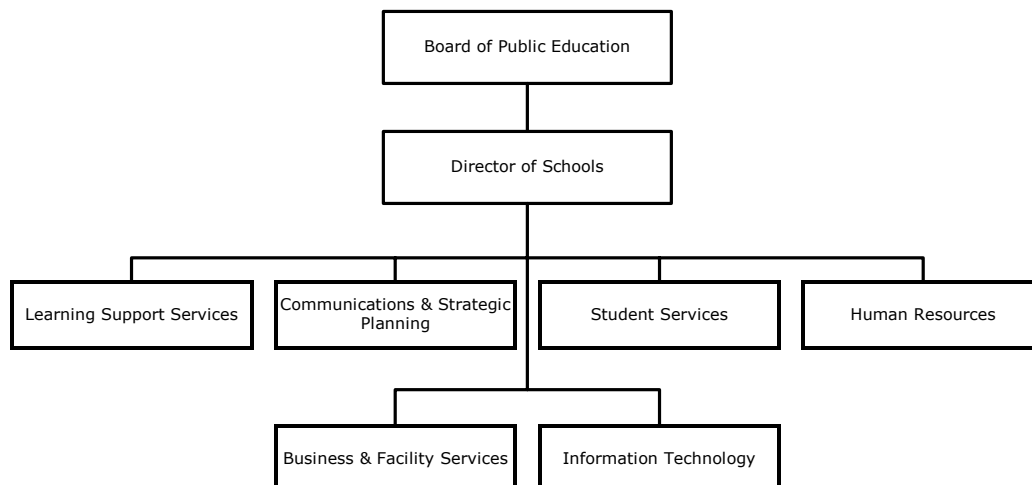 Board of Public Education
Director of Schools
Learning Support Services
Communications & Strategic
Planning
Student Services
Human Resources
Business & Facility Services
Information Technology